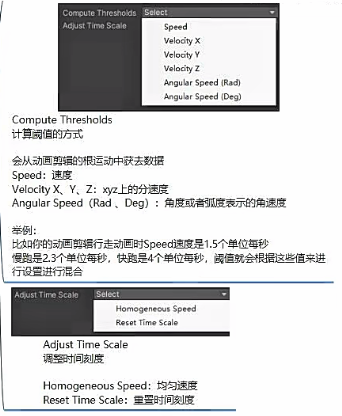 Compute Thresholds Select
Adjust Time Scale
Speed
Velocity X
Velocity Y
Velocity Z
Angular Speed (Rad)
Angular Speed (Deg)
Compute Thresholds
计算阈值的方式
会从动画剪辑的根运动中获去数据
Speed：速度
Velocity X、Y、Z：xyz上的分速度
Angular Speed（Rad 、Deg）：角度或者弧度表示的角速度
举例：
比如你的动画剪辑行走动画时Speed速度是1.5个单位每秒
慢跑是2.3个单位每秒，快跑是4个单位每秒，阈值就会根据这些值来进
行设置进行混合
Adjust Time Scale Select
Homogeneous Speed
Reset Time Scale
Adjust Time Scale
调整时间刻度
Homogeneous Speed：均匀速度
Reset Time Scale：重置时间刻度